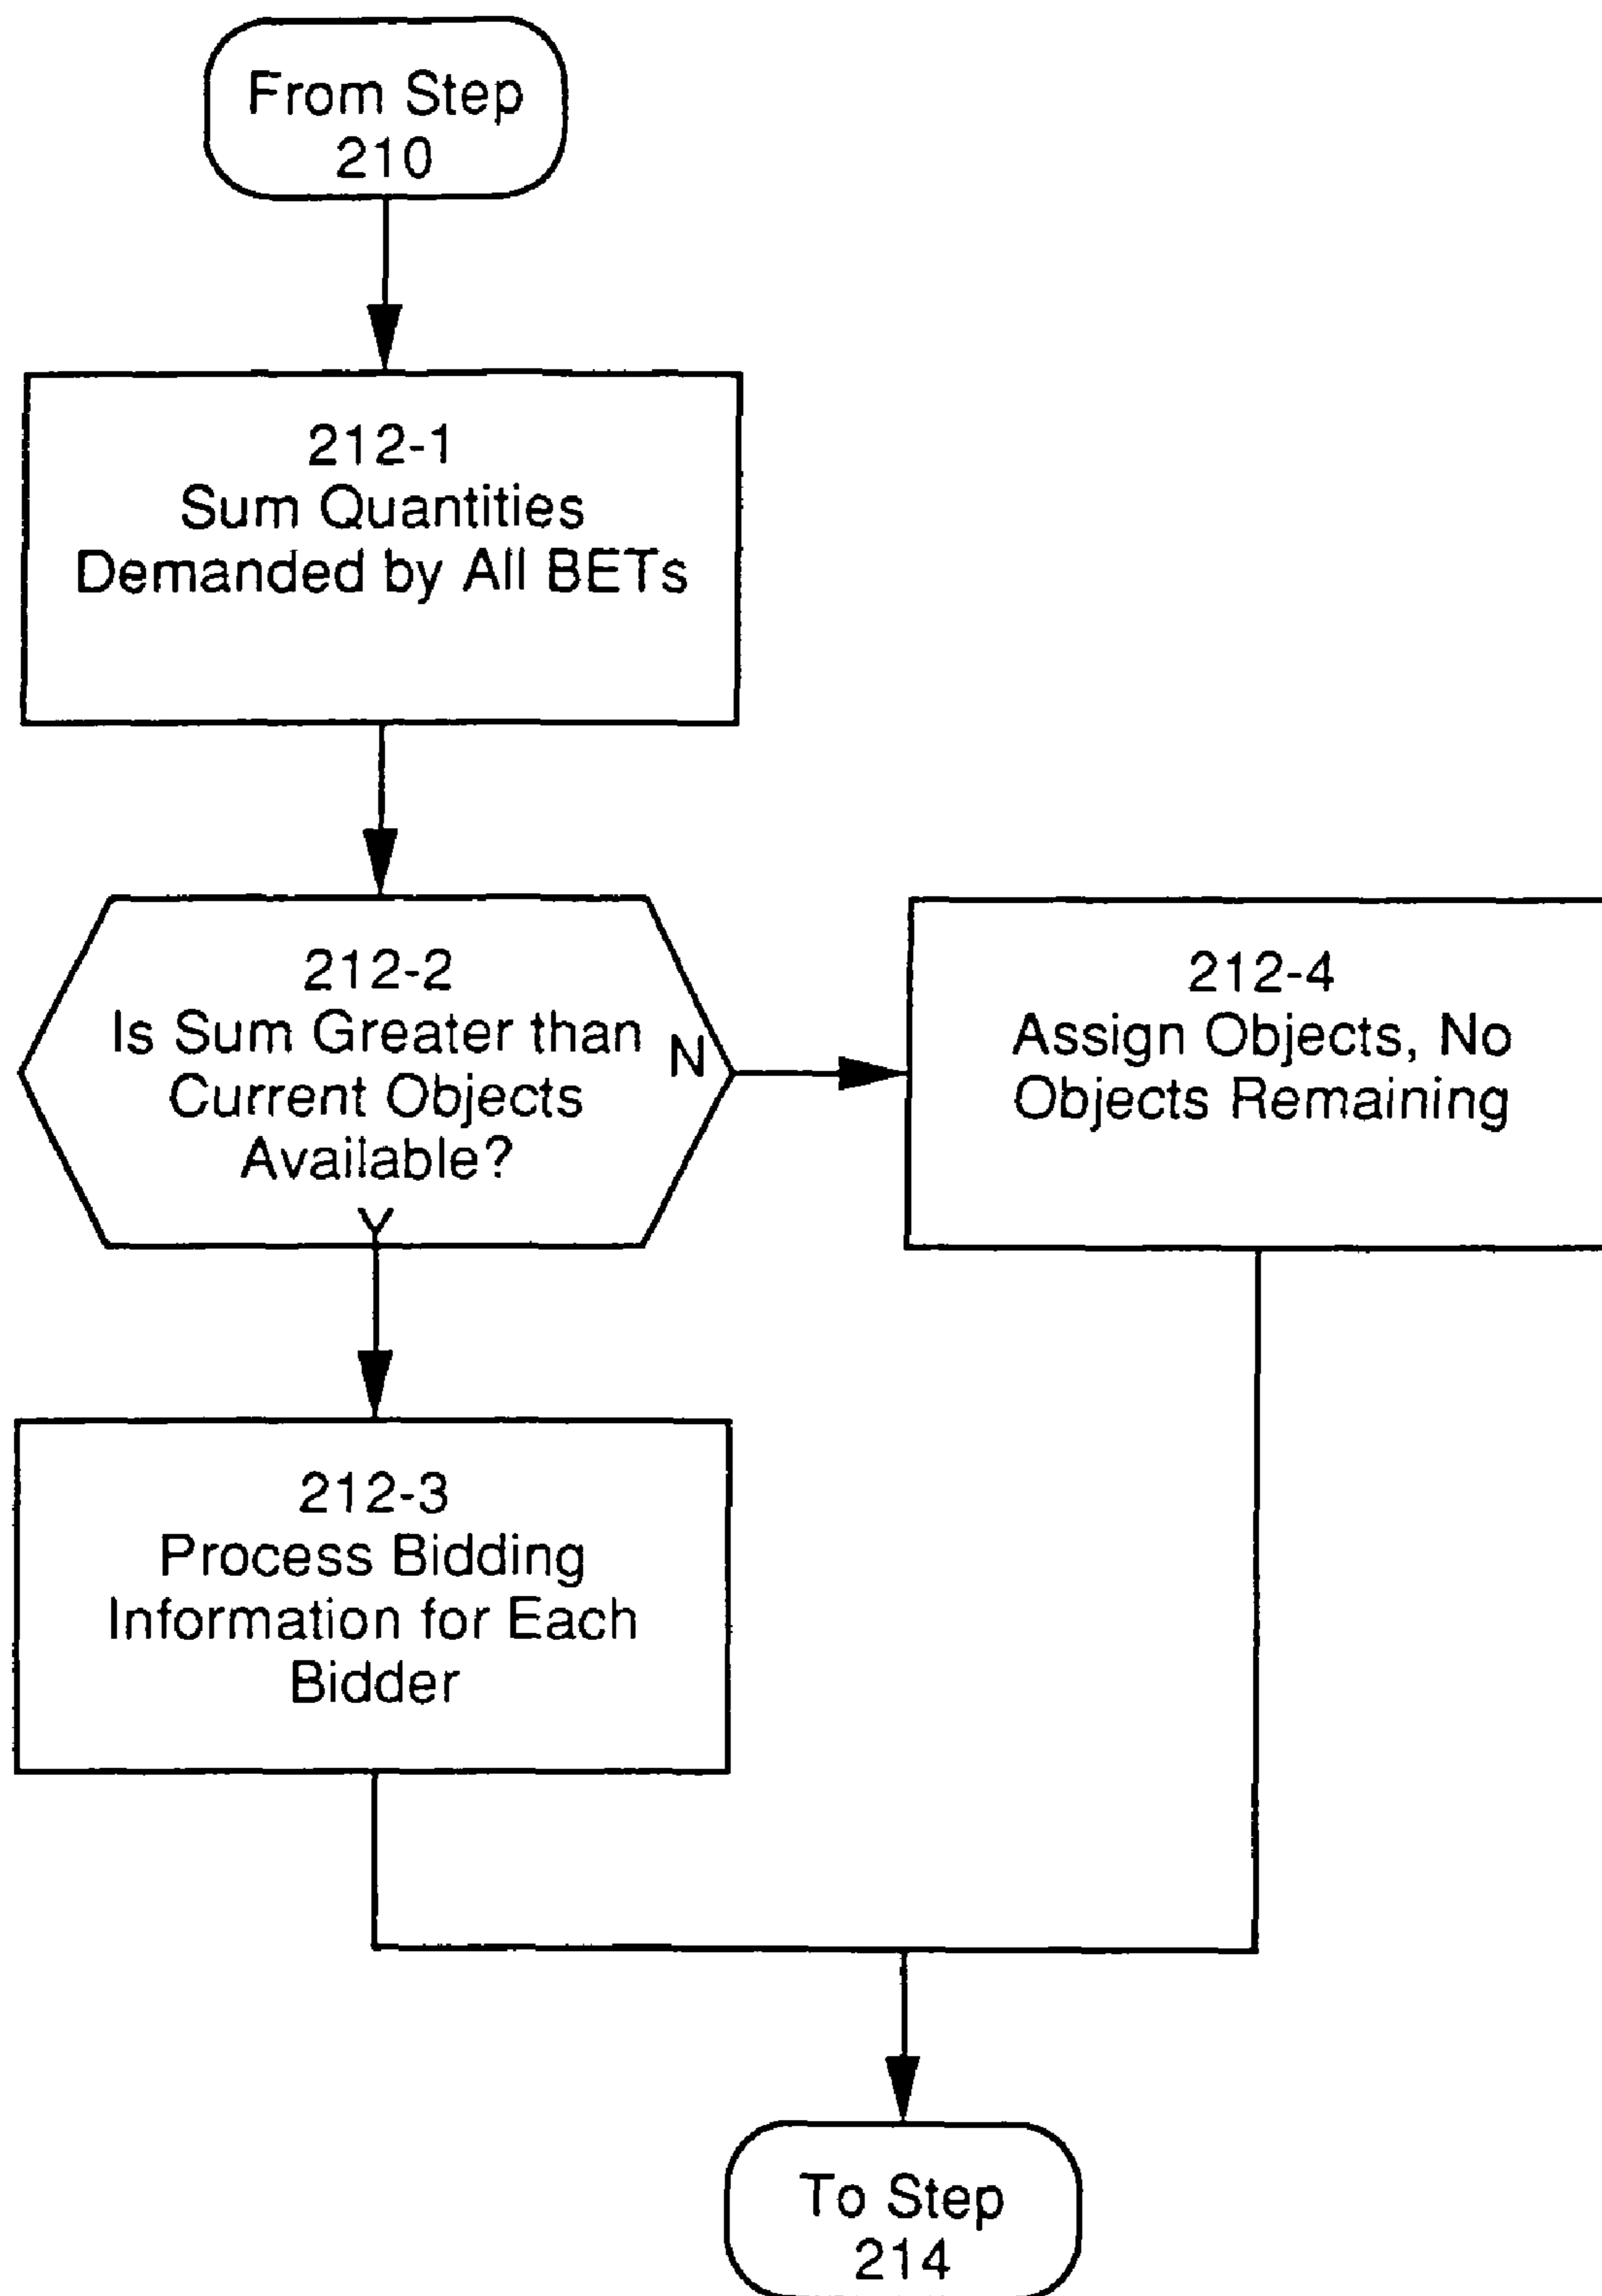 From Step
210
212-1
Sum Quantities
Demanded by All BETs
212-2
Is Sum Greater than
Current Objects
Available?
N
Y
212-4
Assign Objects, No
Objects Remaining
212-3
Process Bidding
Information for Each
Bidder
To Step
214